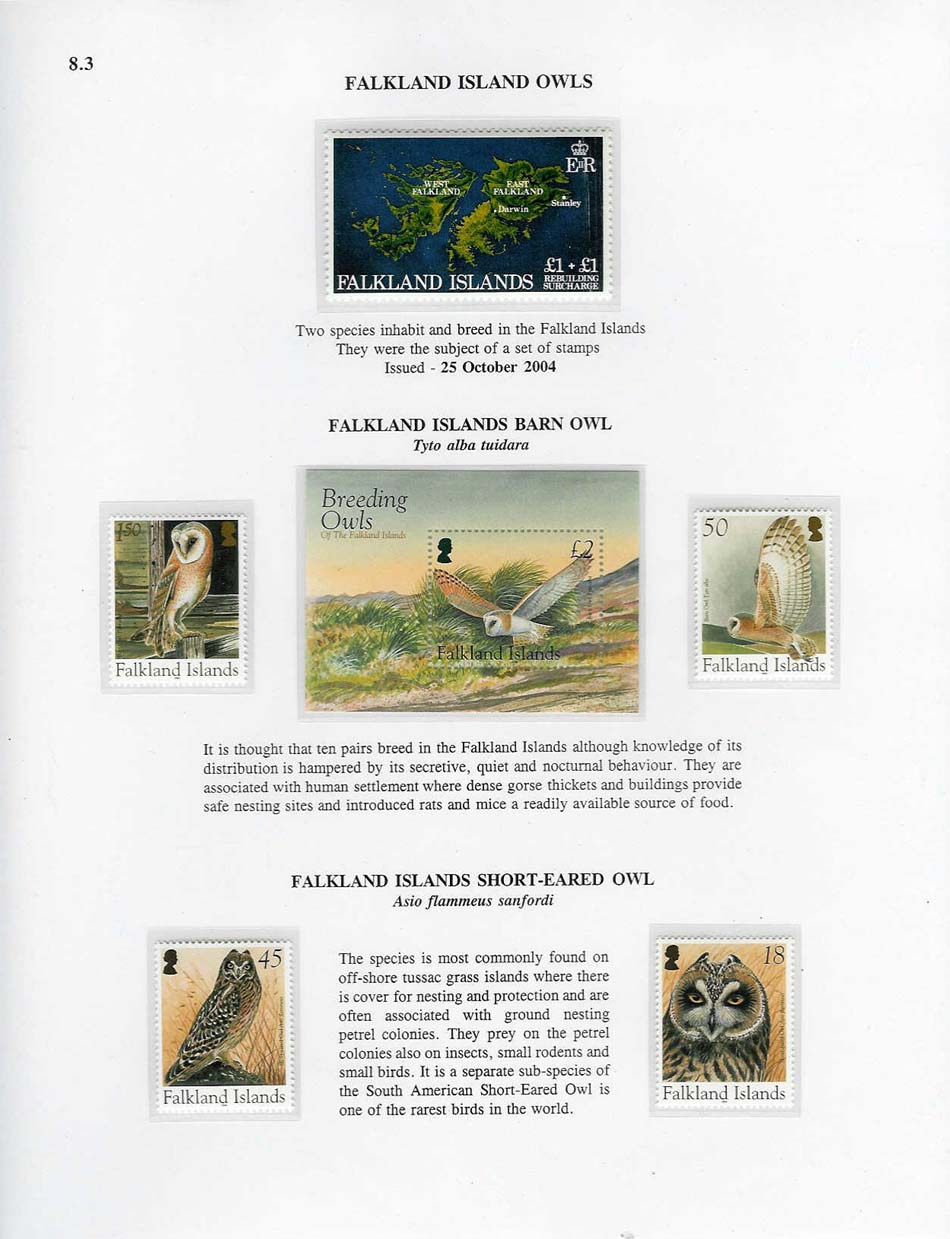 8.3
FALKLAND ISLAND OWLS
EIIR
WEST
FALKLAND
EAST
FALKLAND
Darwin
Stanley
£1 + £1
REBUILDING
SURCHARGE
FALKLAND ISLANDS
Two species inhabit and breed in the Falkland Islands
They were the subject of a set of stamps
Issued - 25 October 2004
FALKLAND ISLANDS BARN OWL
Tyto alba tuidara
1.50
Falkland Islands
Breeding
Owls
Of The Falkland Islands
£2
Falkland Islands
50
Falkland Islands
It is thought that ten pairs breed in the Falkland Islands although knowledge of its
distribution is hampered by its secretive, quiet and nocturnal behaviour. They are
associated with human settlement where dense gorse thickets and buildings provide
safe nesting sites and introduced rats and mice a readily available source of food.
FALKLAND ISLANDS SHORT-EARED OWL
Asio flammeus sanfordi
45
Falkland Islands
The species is most commonly found on
off-shore tussac grass islands where there
is cover for nesting and protection and are
often associated with ground nesting
petrel colonies. They prey on the petrel
colonies also on insects, small rodents and
small birds. It is a separate sub-species of
the South American Short-Eared Owl is
one of the rarest birds in the world.
18
Falkland Islands